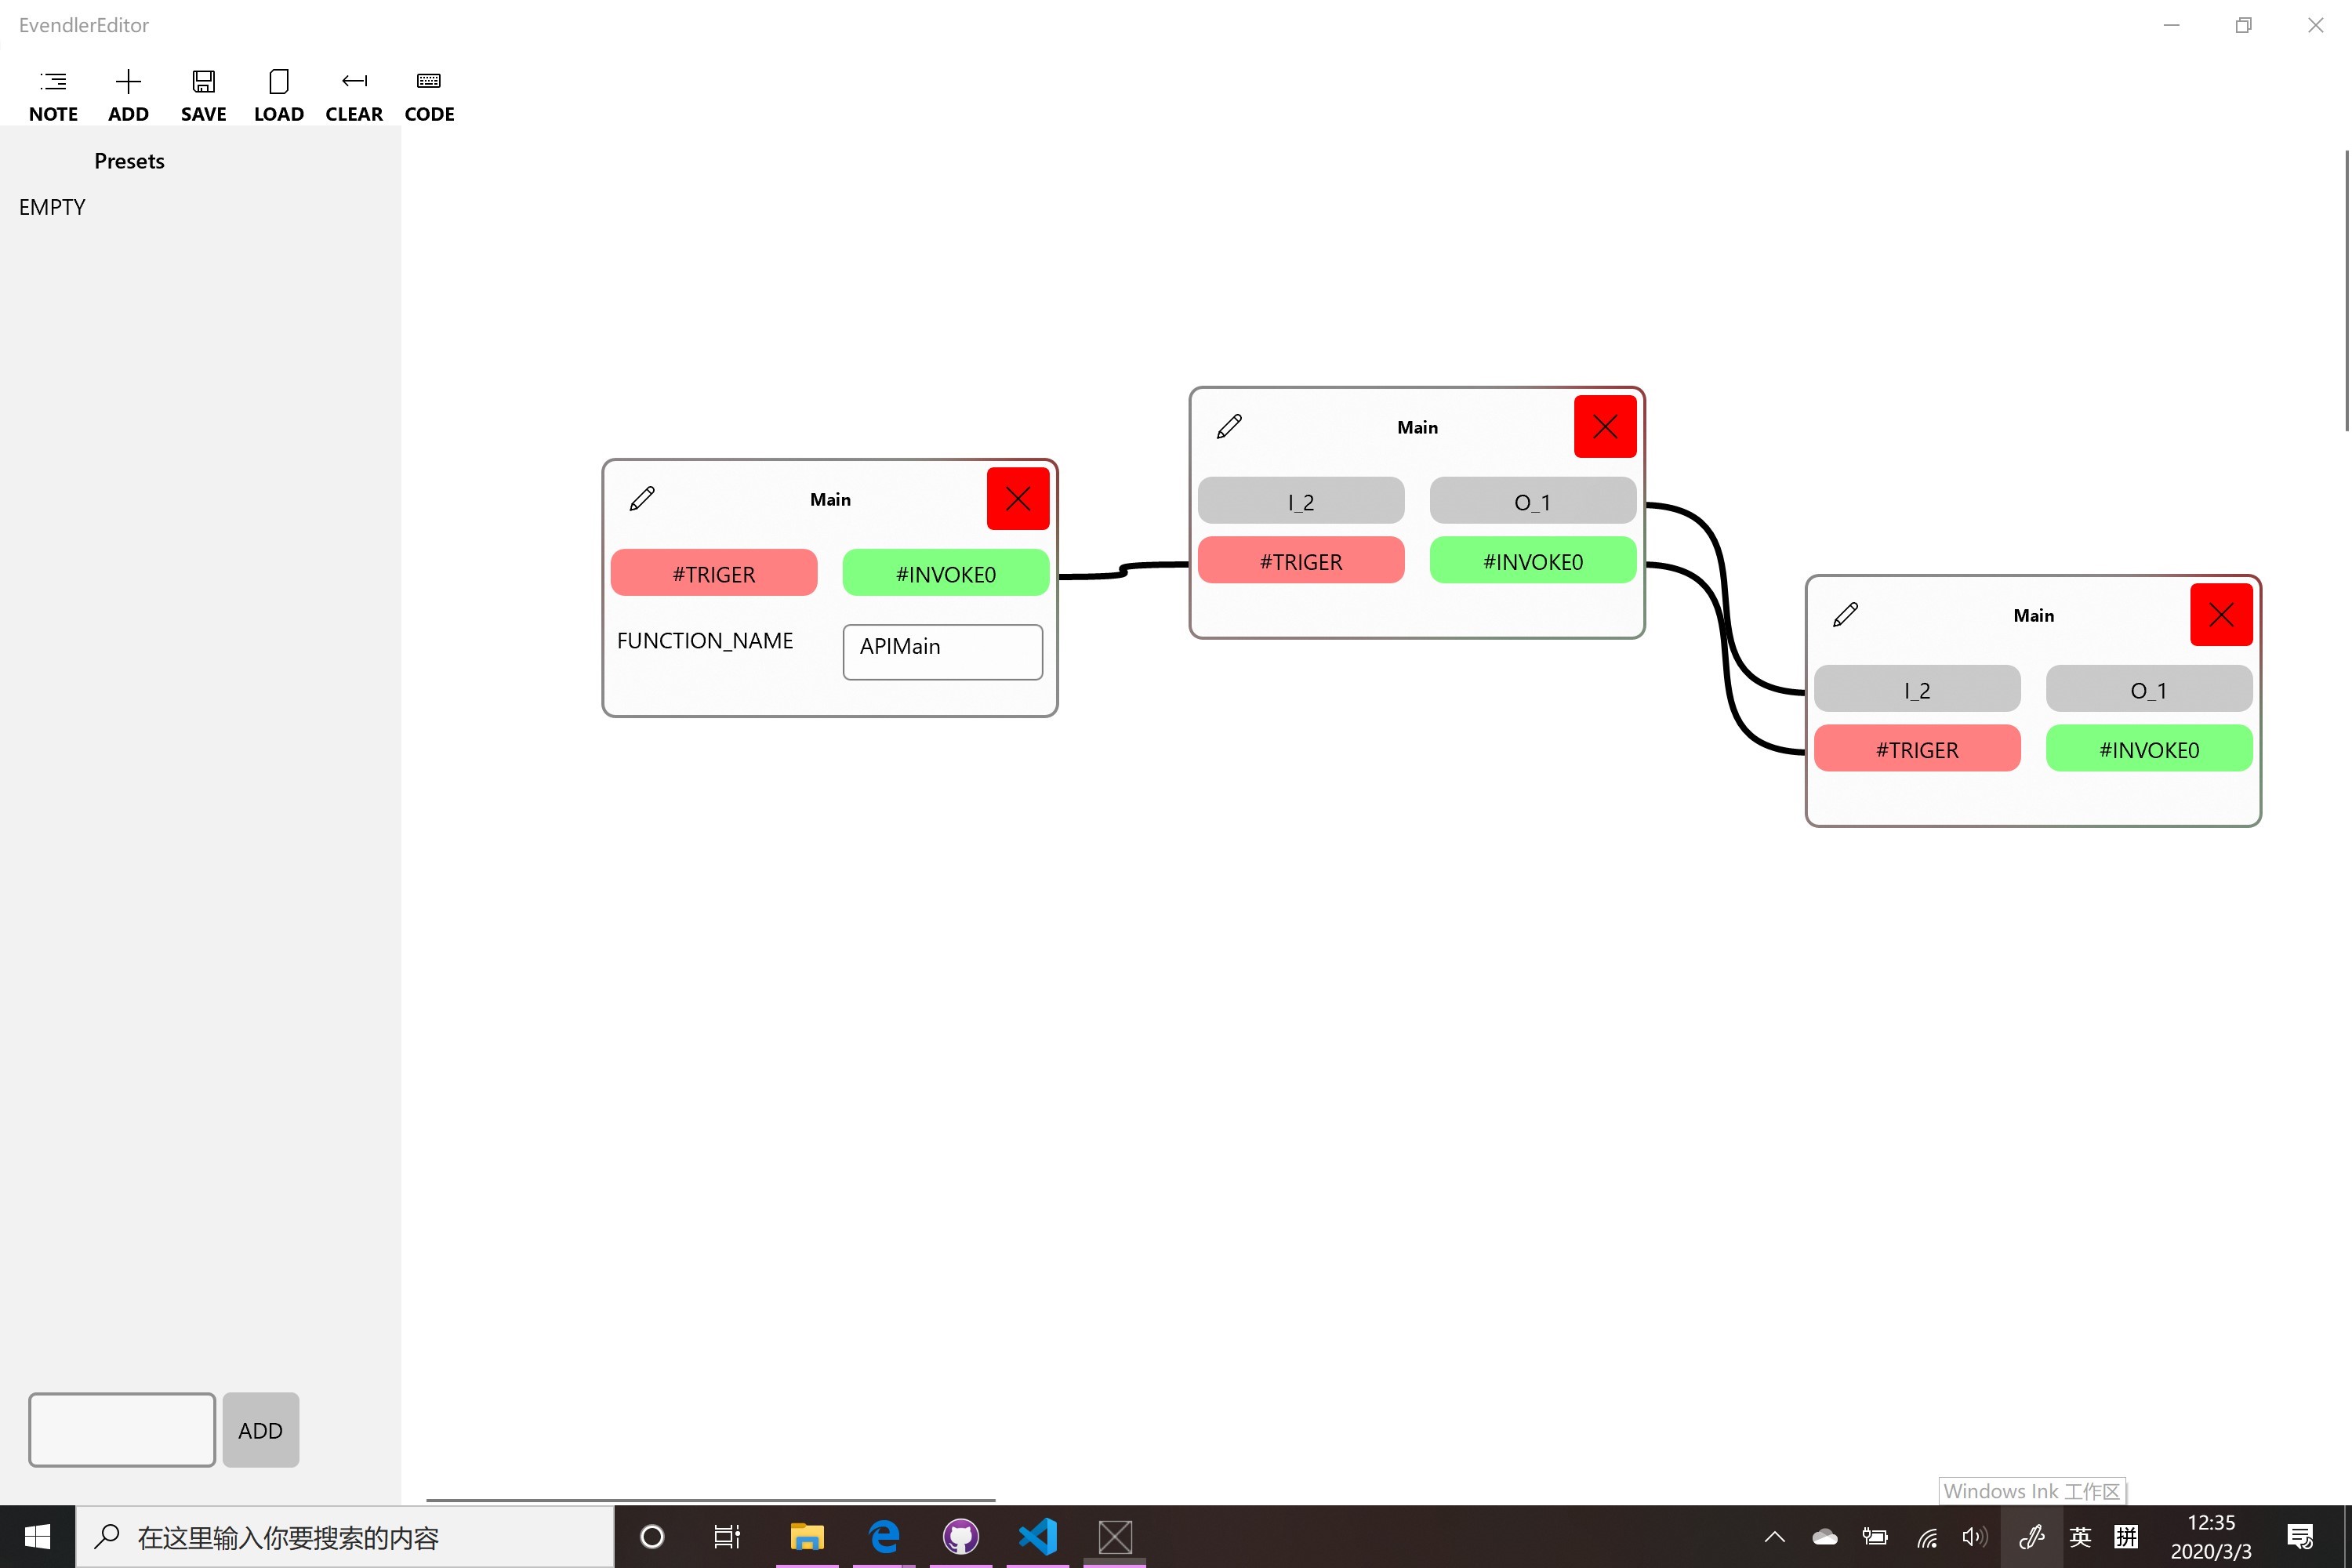 EvendlerEditor
NOTE ADD SAVE LOAD CLEAR CODE
Presets
EMPTY
Main
I_2 O_1
#TRIGER #INVOKE0
Main
#TRIGER #INVOKE0
FUNCTION_NAME APIMain
Main
I_2 O_1
#TRIGER #INVOKE0
ADD
Windows Ink 工作区
在这里输入你要搜索的内容
英 拼
12:35
2020/3/3